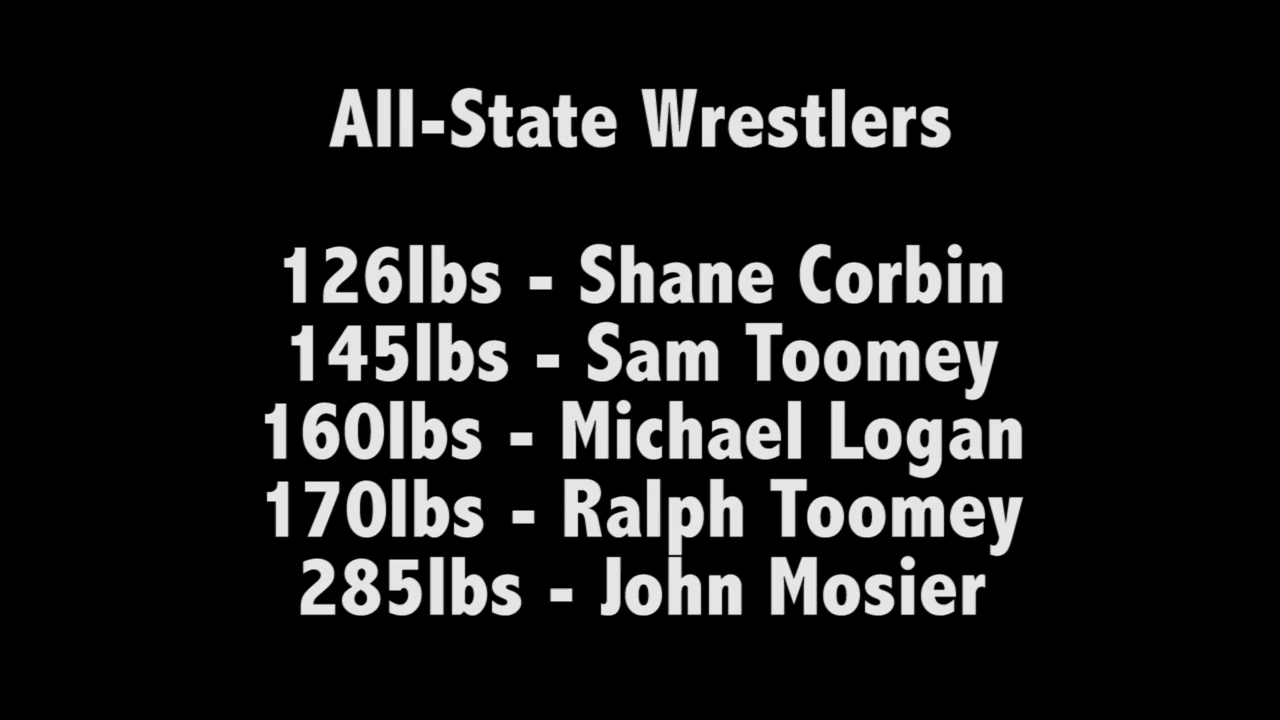 All-State Wrestlers
126lbs - Shane Corbin
145lbs - Sam Toomey
160lbs - Michael Logan
170lbs - Ralph Toomey
285lbs - John Mosier